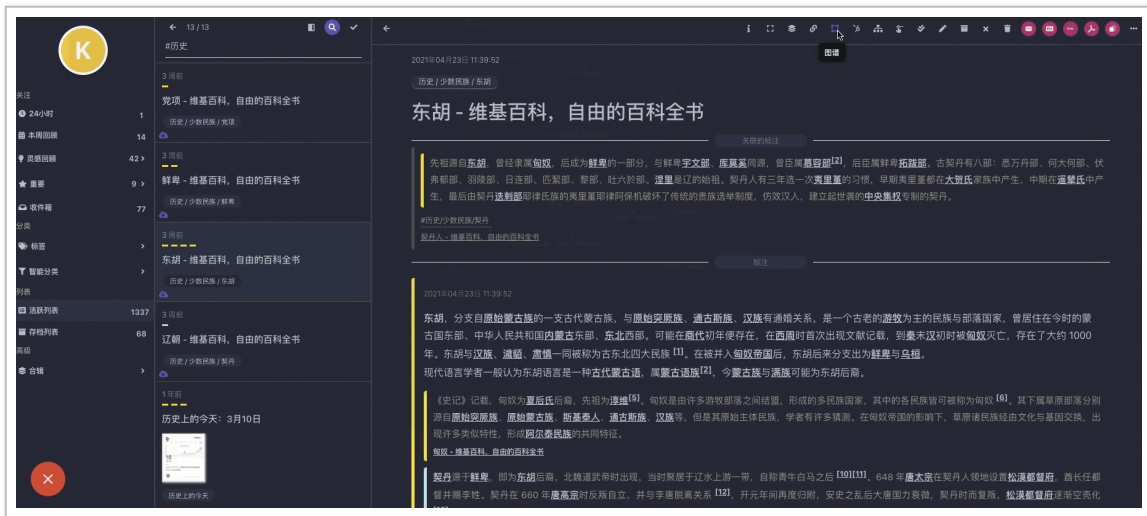 K
关注
24小时 1
本周回顾 14
灵感回顾 42 ›
重要 9 ›
收件箱 77
分类
标签 ›
智能分类 ›
列表
活跃列表 1337
存档列表 68
高级
合辑 ›
13 / 13
#历史
3 周前
党项 - 维基百科，自由的百科全书
历史 / 少数民族 / 党项
3 周前
鲜卑 - 维基百科，自由的百科全书
历史 / 少数民族 / 鲜卑
3 周前
东胡 - 维基百科，自由的百科全书
历史 / 少数民族 / 东胡
3 周前
辽朝 - 维基百科，自由的百科全书
历史 / 少数民族 / 契丹
1 年前
历史上的今天：3月10日
历史上的今天
图谱
2021年04月23日 11:39:52
历史 / 少数民族 / 东胡
东胡 - 维基百科，自由的百科全书
关联的标注
先祖源自东胡，曾经隶属匈奴，后成为鲜卑的一部分，与鲜卑宇文部、库莫奚同源，曾臣属慕容部[2]，后臣属鲜卑拓跋部。古契丹有八部：悉万丹部、何大何部、伏
弗郁部、羽陵部、日连部、匹絜部、黎部、吐六於部。涅里是辽的始祖。契丹人有三年选一次夷里堇的习惯，早期夷里堇都在大贺氏家族中产生，中期在遥辇氏中产
生，最后由契丹迭剌部耶律氏族的夷里堇耶律阿保机破坏了传统的贵族选举制度，仿效汉人，建立起世袭的中央集权专制的契丹。
#历史/少数民族/契丹
契丹人 - 维基百科，自由的百科全书
标注
2021年04月23日 11:39:52
东胡，分支自原始蒙古族的一支古代蒙古族，与原始突厥族、通古斯族、汉族有通婚关系，是一个古老的游牧为主的民族与部落国家，曾居住在今时的蒙
古国东部、中华人民共和国内蒙古东部、东北西部，可能在商代初年便存在，在西周时首次出现文献记载，到秦末汉初时被匈奴灭亡，存在了大约 1000
年。东胡与汉族、濊貊、肃慎一同被称为古东北四大民族 [1]。在被并入匈奴帝国后，东胡后来分支出为鲜卑与乌桓。
现代语言学者一般认为东胡语言是一种古代蒙古语，属蒙古语族[2]，今蒙古族与满族可能为东胡后裔。
《史记》记载，匈奴为夏后氏后裔，先祖为淳维[5]，匈奴是由许多游牧部落之间结盟，形成的多民族国家，其中的各民族皆可被称为匈奴 [6]，其下属草原部落分别
源自原始突厥族、原始蒙古族、斯基泰人、通古斯族、汉族等，但是其原始主体民族，学者有许多猜测。在匈奴帝国的影响下，草原诸民族经由文化与基因交换，出
现许多类似特性，形成阿尔泰民族的共同特征。
匈奴 - 维基百科，自由的百科全书
契丹源于鲜卑，即为东胡后裔，北魏道武帝时出现，当时聚居于辽水上游一带，自称青牛白马之后 [10][11]。648 年唐太宗在契丹人领地设置松漠都督府，酋长任都
督并赐李姓。契丹在 660 年唐高宗时反叛自立，并与李唐脱离关系 [12]，开元年间再度归附，安史之乱后大唐国力衰微，契丹时而复叛，松漠都督府逐渐空壳化